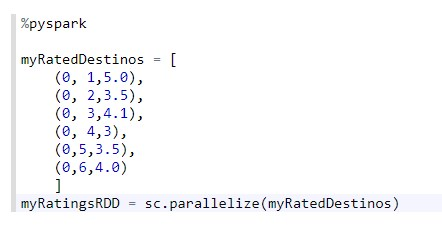 %pyspark
myRatedDestinos = [
    (0, 1,5.0),
    (0, 2,3.5),
    (0, 3,4.1),
    (0, 4,3),
    (0,5,3.5),
    (0,6,4.0)
    ]
myRatingsRDD = sc.parallelize(myRatedDestinos)